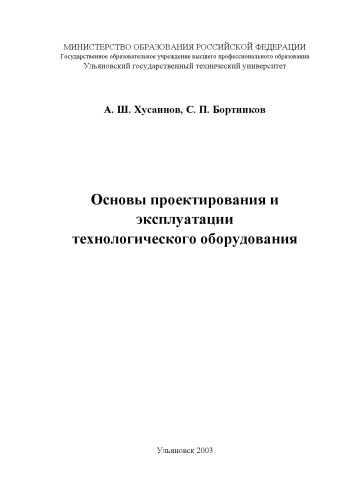 МИНИСТЕРСТВО ОБРАЗОВАНИЯ РОССИЙСКОЙ ФЕДЕРАЦИИ
Государственное образовательное учреждение высшего профессионального образования
Ульяновский государственный технический университет
А. Ш. Хусаинов, С. П. Бортников
Основы проектирования и
эксплуатации
технологического оборудования
Ульяновск 2003